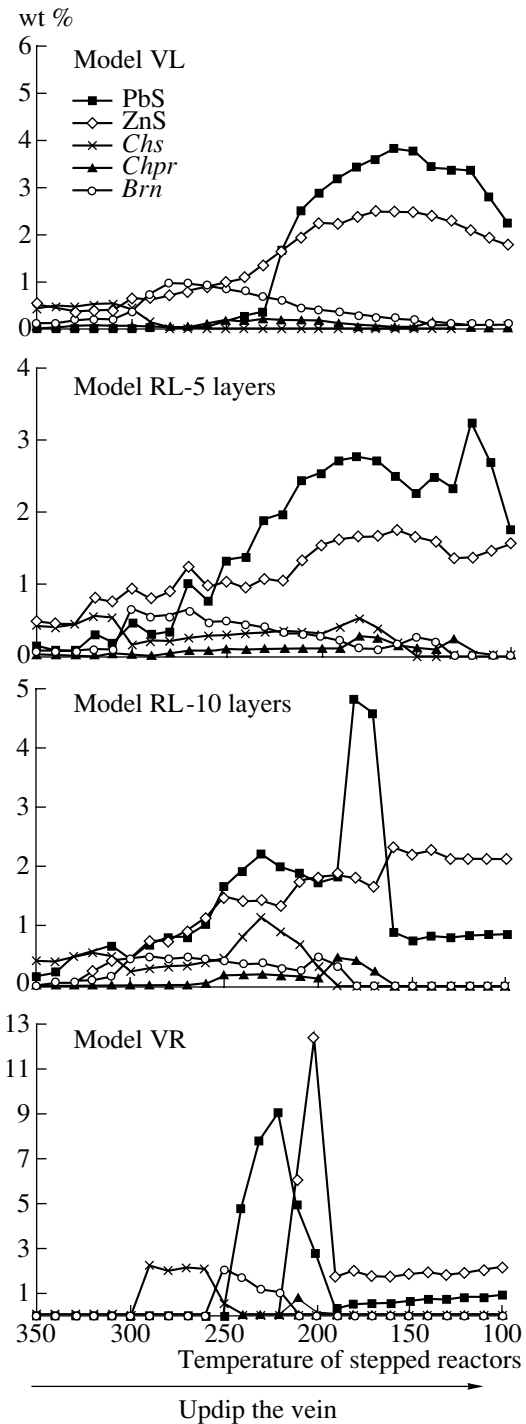 wt %
6
Model VL
5
PbS
ZnS
4
Chs
Chpr
3
Brn
2
1
0
4
Model RL-5 layers
3
2
1
0
5
Model RL-10 layers
4
3
2
1
0
13
Model VR
11
9
7
5
3
1
350 300 250 200 150 100
Temperature of stepped reactors
Updip the vein